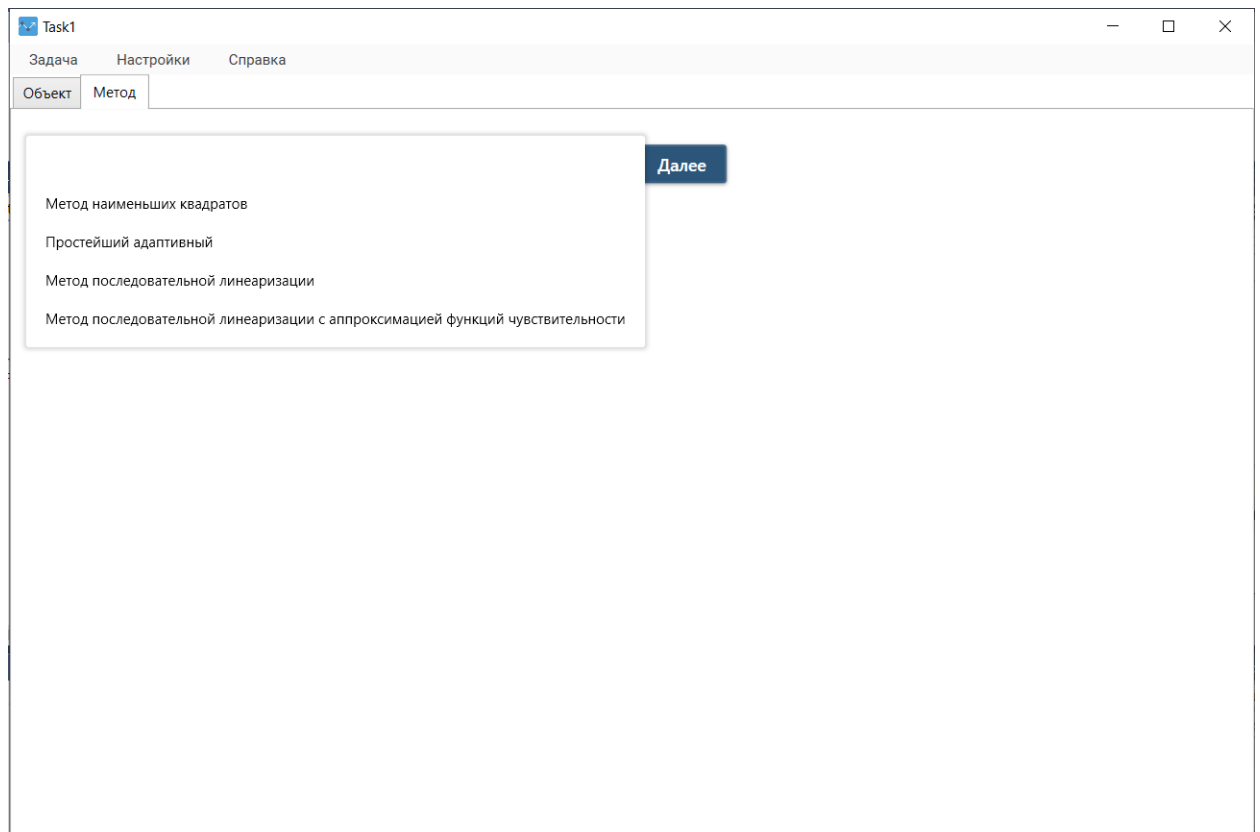 Task1
Задача Настройки Справка
Объект Метод
Далее
Метод наименьших квадратов
Простейший адаптивный
Метод последовательной линеаризации
Метод последовательной линеаризации с аппроксимацией функций чувствительности